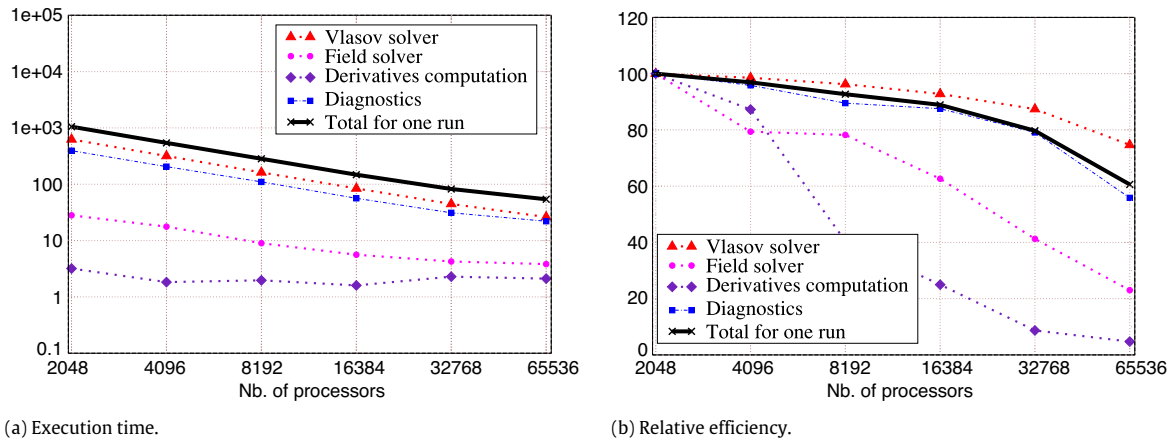 1e+05
1e+04
1e+03
100
10
1
0.1
Vlasov solver
Field solver
Derivatives computation
Diagnostics
Total for one run
2048 4096 8192 16384 32768 65536
Nb. of processors
(a) Execution time.
120
100
80
60
40
20
0
Vlasov solver
Field solver
Derivatives computation
Diagnostics
Total for one run
2048 4096 8192 16384 32768 65536
Nb. of processors
(b) Relative efficiency.